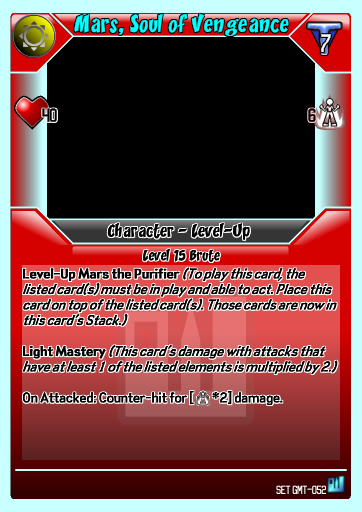 Mars, Soul of Vengeance
7
40
6
Character - Level-Up
Level 15 Brute
Level-Up Mars the Purifier (To play this card, the
listed card(s) must be in play and able to act. Place this
card on top of the listed card(s). Those cards are now in
this card's Stack.)
Light Mastery (This card's damage with attacks that
have at least 1 of the listed elements is multiplied by 2.)
On Attacked: Counter-hit for [ *2] damage.
SET GMT-052